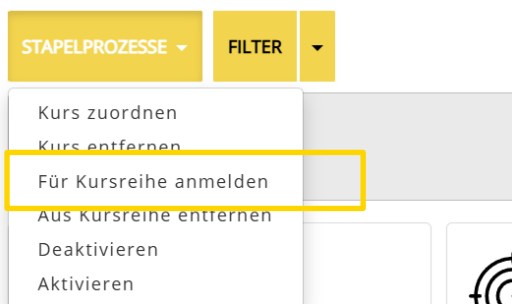 STAPELPROZESSE FILTER
Kurs zuordnen
Kurs entfernen
Für Kursreihe anmelden
Aus Kursreihe entfernen
Deaktivieren
Aktivieren